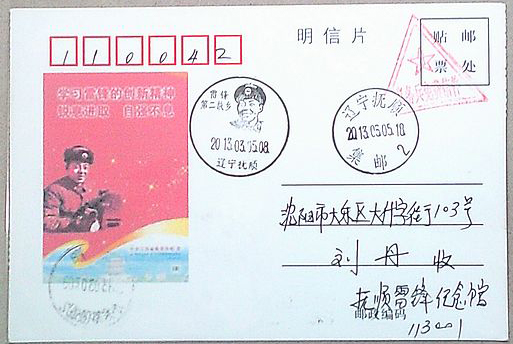 110042
明信片
贴 邮
票 处
学习雷锋的创新精神
锐意进取 自强不息
雷锋
第二故乡
2013.03.05.08
辽宁抚顺
辽宁抚顺
2013.03.05.18
集邮 2
沈阳市大东区大什字街103号
刘丹 收
抚顺雷锋纪念馆
邮政编码
113001